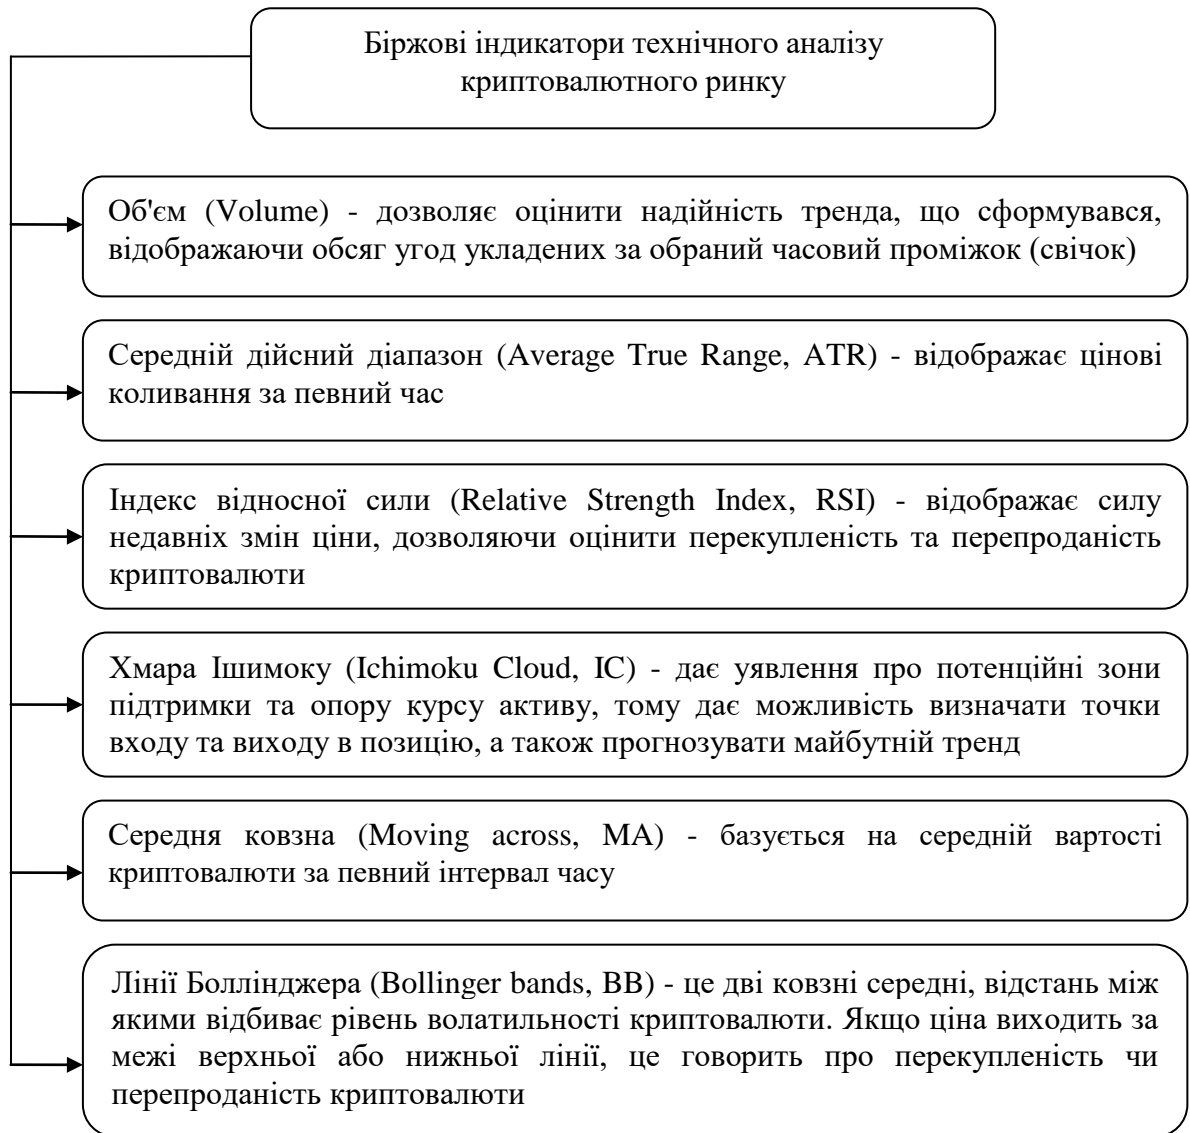 Біржові індикатори технічного аналізу
криптовалютного ринку
Об'єм (Volume) - дозволяє оцінити надійність тренда, що сформувався,
відображаючи обсяг угод укладених за обраний часовий проміжок (свічок)
Середній дійсний діапазон (Average True Range, ATR) - відображає цінові
коливання за певний час
Індекс відносної сили (Relative Strength Index, RSI) - відображає силу
недавніх змін ціни, дозволяючи оцінити перекупленість та перепроданість
криптовалюти
Хмара Ішимоку (Ichimoku Cloud, IC) - дає уявлення про потенційні зони
підтримки та опору курсу активу, тому дає можливість визначати точки
входу та виходу в позицію, а також прогнозувати майбутній тренд
Середня ковзна (Moving across, MA) - базується на середній вартості
криптовалюти за певний інтервал часу
Лінії Боллінджера (Bollinger bands, BB) - це дві ковзні середні, відстань між
якими відбиває рівень волатильності криптовалюти. Якщо ціна виходить за
межі верхньої або нижньої лінії, це говорить про перекупленість чи
перепроданість криптовалюти